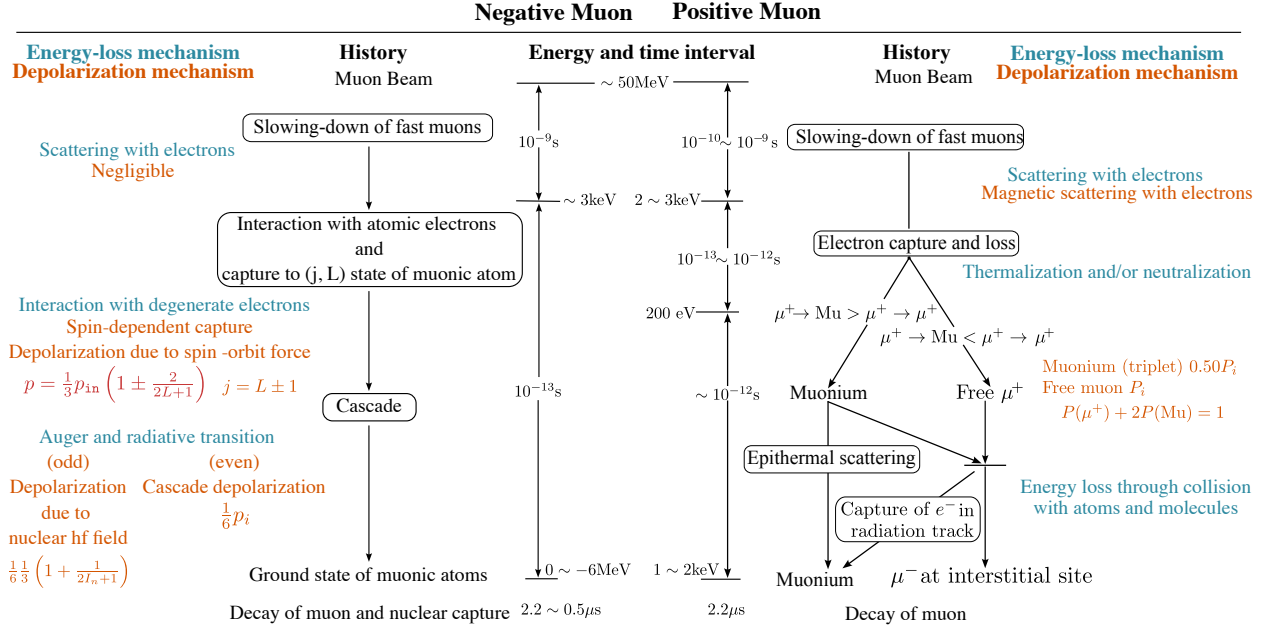 Negative Muon Positive Muon
Energy-loss mechanism
Depolarization mechanism
History
Muon Beam
Energy and time interval
History
Muon Beam
Energy-loss mechanism
Depolarization mechanism
Slowing-down of fast muons
Scattering with electrons
Negligible
Interaction with atomic electrons
and
capture to (j, L) state of muonic atom
Interaction with degenerate electrons
Spin-dependent capture
Depolarization due to spin -orbit force
p = 1/3 p_in (1 ± 2/(2L+1)) j = L ± 1
Cascade
Auger and radiative transition
(odd) (even)
Depolarization
due to
nuclear hf field
1/6 1/3 (1 + 1/(2I_n+1))
Cascade depolarization
1/6 p_i
Ground state of muonic atoms
Decay of muon and nuclear capture
∼ 50MeV
10⁻⁹s
∼ 3keV
10⁻¹³s
0 ∼ −6MeV
2.2 ∼ 0.5μs
10⁻¹⁰∼ 10⁻⁹s
2 ∼ 3keV
10⁻¹³∼ 10⁻¹²s
200 eV
∼ 10⁻¹²s
1 ∼ 2keV
2.2μs
Slowing-down of fast muons
Scattering with electrons
Magnetic scattering with electrons
Electron capture and loss
Thermalization and/or neutralization
μ⁺→ Mu > μ⁺ → μ⁺
μ⁺ → Mu < μ⁺ → μ⁺
Muonium
Free μ⁺
Muonium (triplet) 0.50P_i
Free muon P_i
P(μ⁺) + 2P(Mu) = 1
Epithermal scattering
Capture of e⁻ in
radiation track
Energy loss through collision
with atoms and molecules
Muonium
μ⁻ at interstitial site
Decay of muon